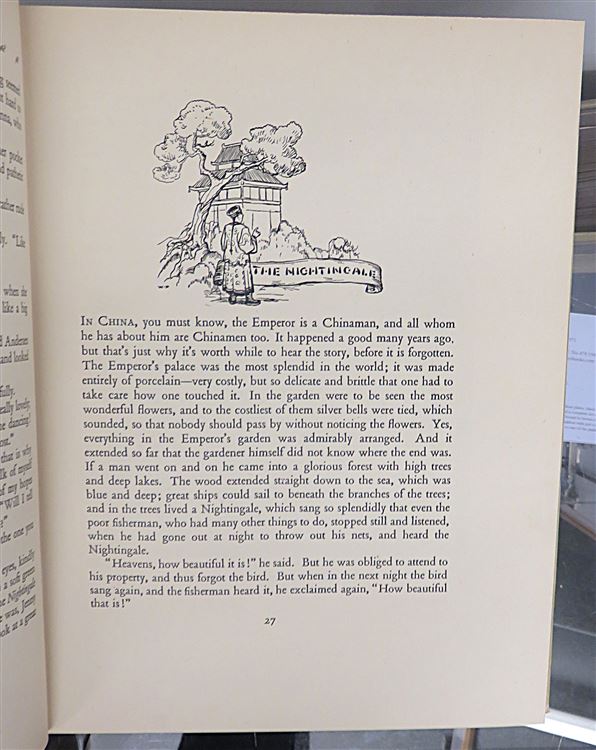 THE NIGHTINGALE
IN CHINA, you must know, the Emperor is a Chinaman, and all whom
he has about him are Chinamen too. It happened a good many years ago,
but that's just why it's worth while to hear the story, before it is forgotten.
The Emperor's palace was the most splendid in the world; it was made
entirely of porcelain—very costly, but so delicate and brittle that one had to
take care how one touched it. In the garden were to be seen the most
wonderful flowers, and to the costliest of them silver bells were tied, which
sounded, so that nobody should pass by without noticing the flowers. Yes,
everything in the Emperor's garden was admirably arranged. And it
extended so far that the gardener himself did not know where the end was.
If a man went on and on he came into a glorious forest with high trees
and deep lakes. The wood extended straight down to the sea, which was
blue and deep; great ships could sail to beneath the branches of the trees;
and in the trees lived a Nightingale, which sang so splendidly that even the
poor fisherman, who had many other things to do, stopped still and listened,
when he had gone out at night to throw out his nets, and heard the
Nightingale.
"Heavens, how beautiful it is!" he said. But he was obliged to attend to
his property, and thus forgot the bird. But when in the next night the bird
sang again, and the fisherman heard it, he exclaimed again, "How beautiful
that is!"
27